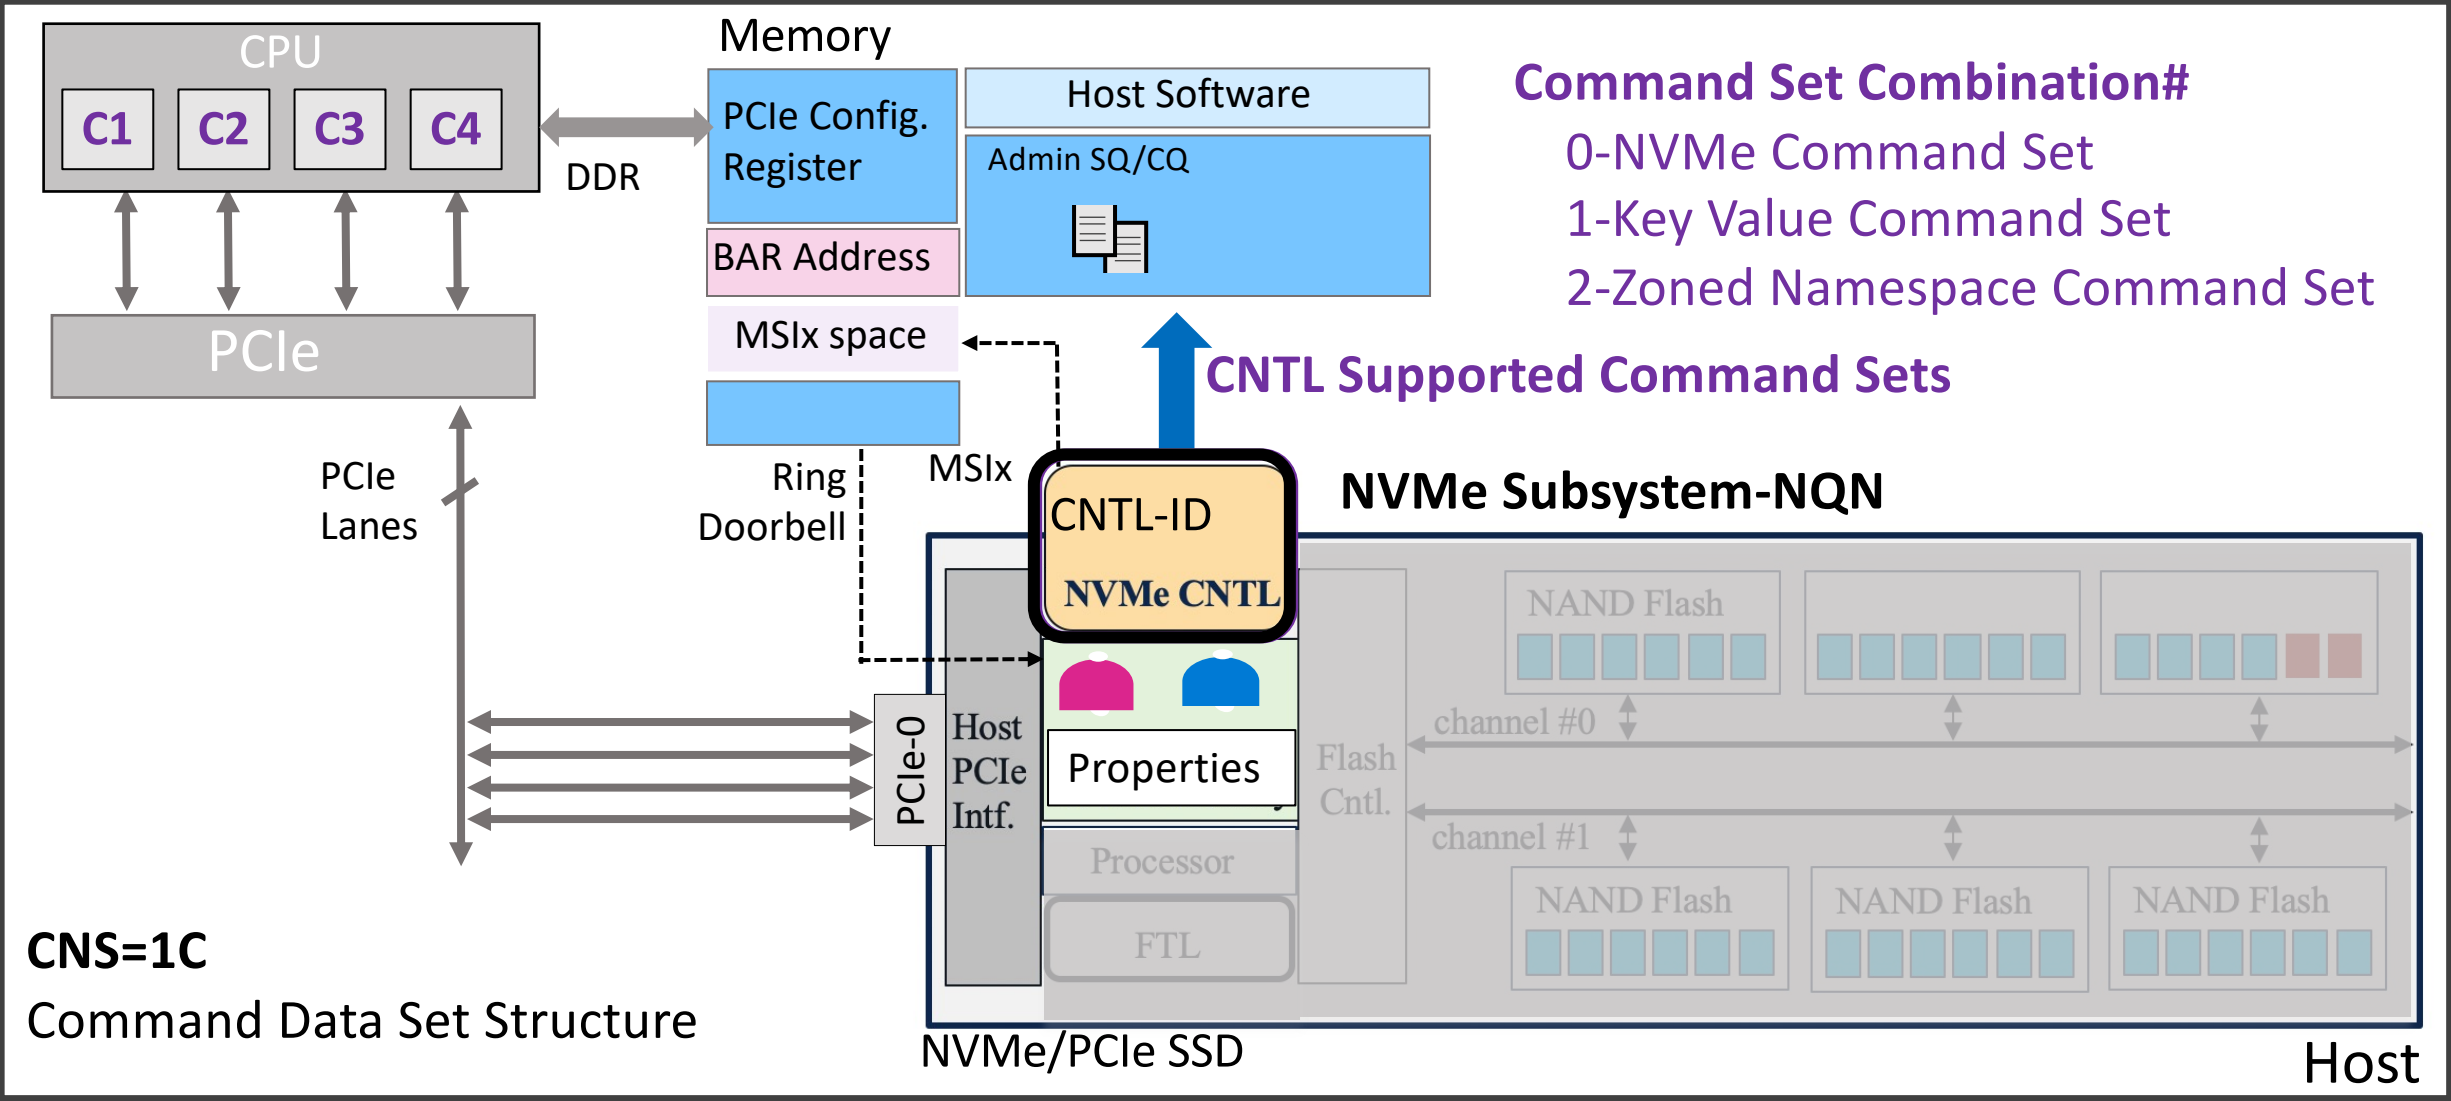 CPU
C1
C2
C3
C4
DDR
PCIe
PCIe
Lanes
Memory
PCIe Config.
Register
BAR Address
MSIx space
Host Software
Admin SQ/CQ
Ring
Doorbell
MSIx
Command Set Combination#
0-NVMe Command Set
1-Key Value Command Set
2-Zoned Namespace Command Set
CNTL Supported Command Sets
NVMe Subsystem-NQN
CNTL-ID
NVMe CNTL
PCIe-0
Host
PCIe
Intf.
Properties
Processor
FTL
Flash
Cntl.
NAND Flash
channel #0
channel #1
NAND Flash
NAND Flash
NAND Flash
CNS=1C
Command Data Set Structure
NVMe/PCIe SSD
Host